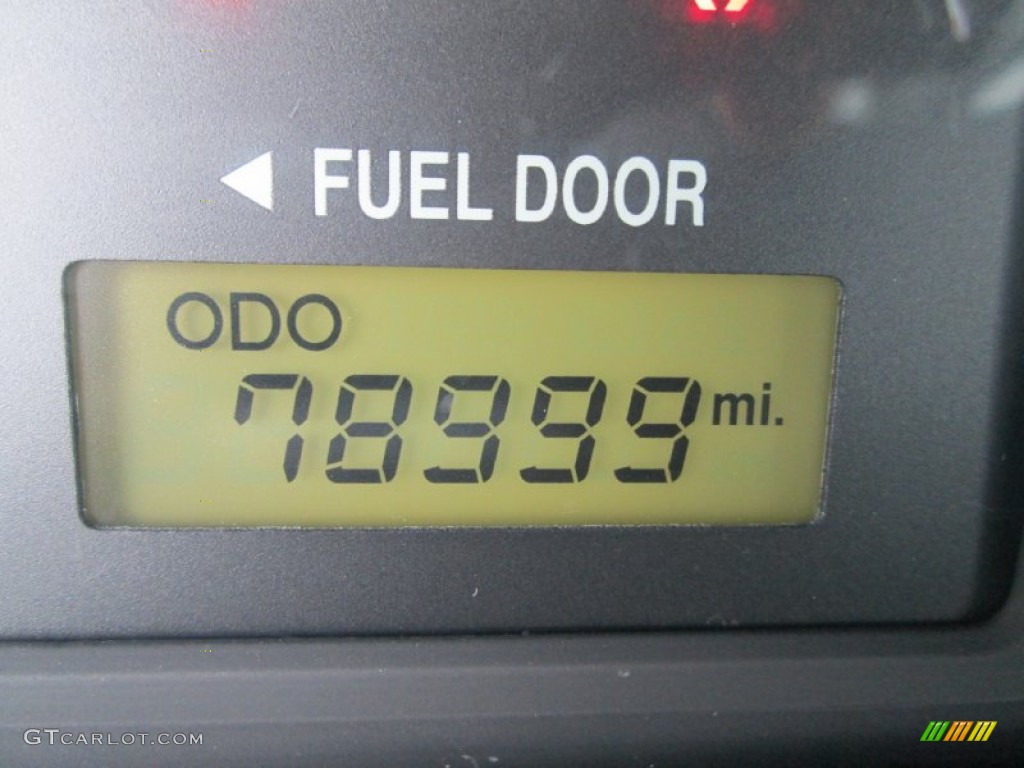 ◀ FUEL DOOR
ODO
78999 mi.
GTCARLOT.COM